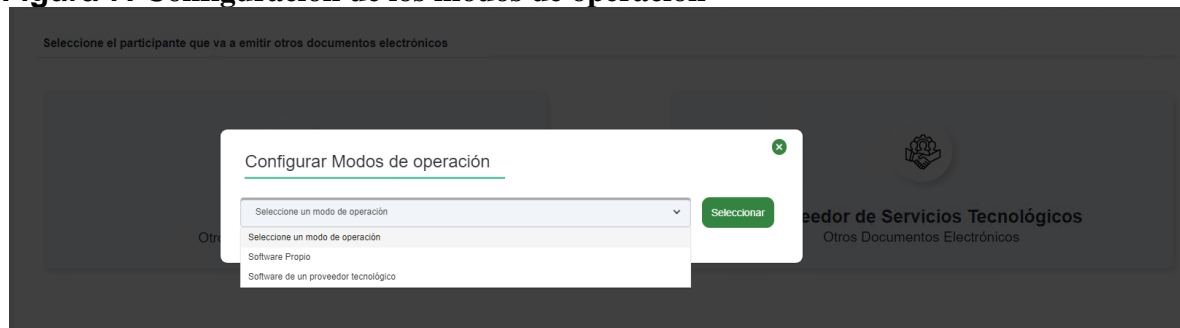 Seleccione el participante que va a emitir otros documentos electrónicos
Configurar Modos de operación
Seleccione un modo de operación
Seleccionar
Seleccione un modo de operación
Software Propio
Software de un proveedor tecnológico
de Servicios Tecnológicos
Otros Documentos Electrónicos